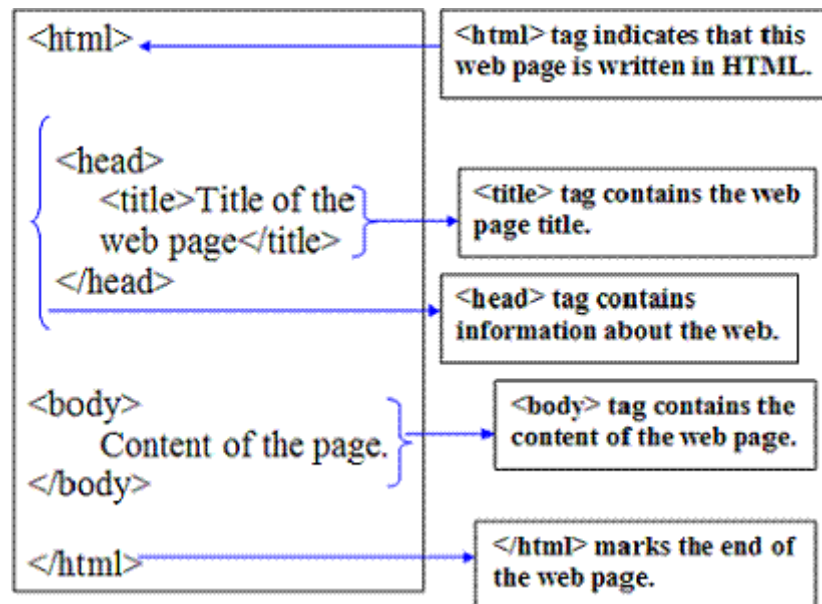 <html>
<html> tag indicates that this
web page is written in HTML.
<head>
<title>Title of the
web page</title>
</head>
<title> tag contains the web
page title.
<head> tag contains
information about the web.
<body>
Content of the page.
</body>
<body> tag contains the
content of the web page.
</html>
</html> marks the end of
the web page.